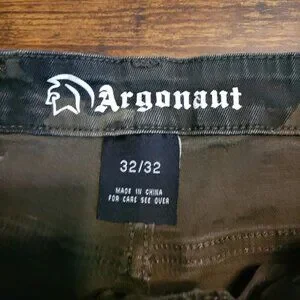 Argonaut
32/32
MADE IN CHINA
FOR CARE SEE OVER